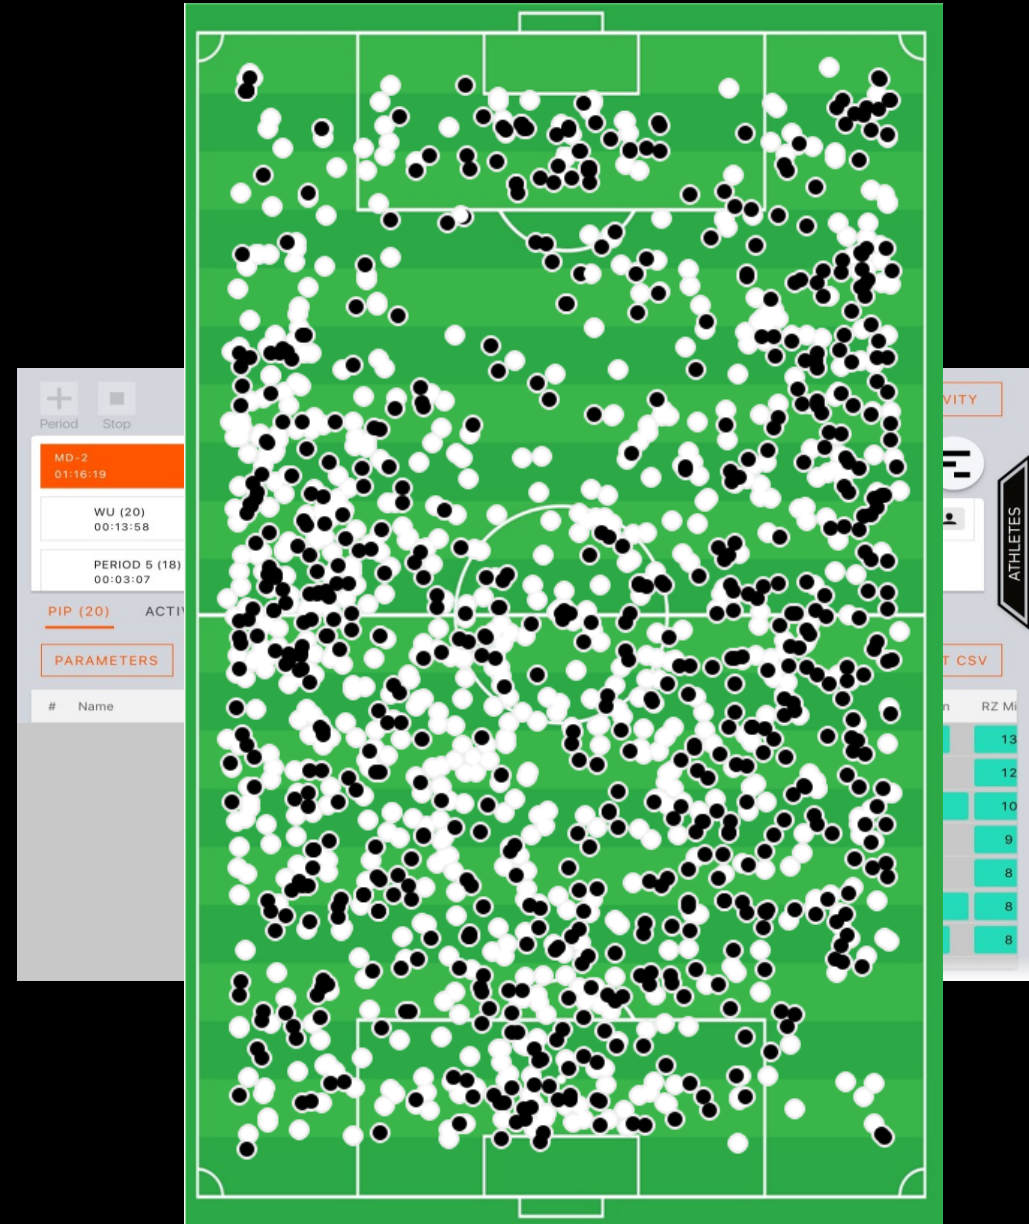 Period Stop
VITY
MD-2
01:16:19
WU (20)
00:13:58
PERIOD 5 (18)
00:03:07
ATHLETES
PIP (20) ACTIV
PARAMETERS
T CSV
# Name
n RZ Mi
13
12
10
9
8
8
8